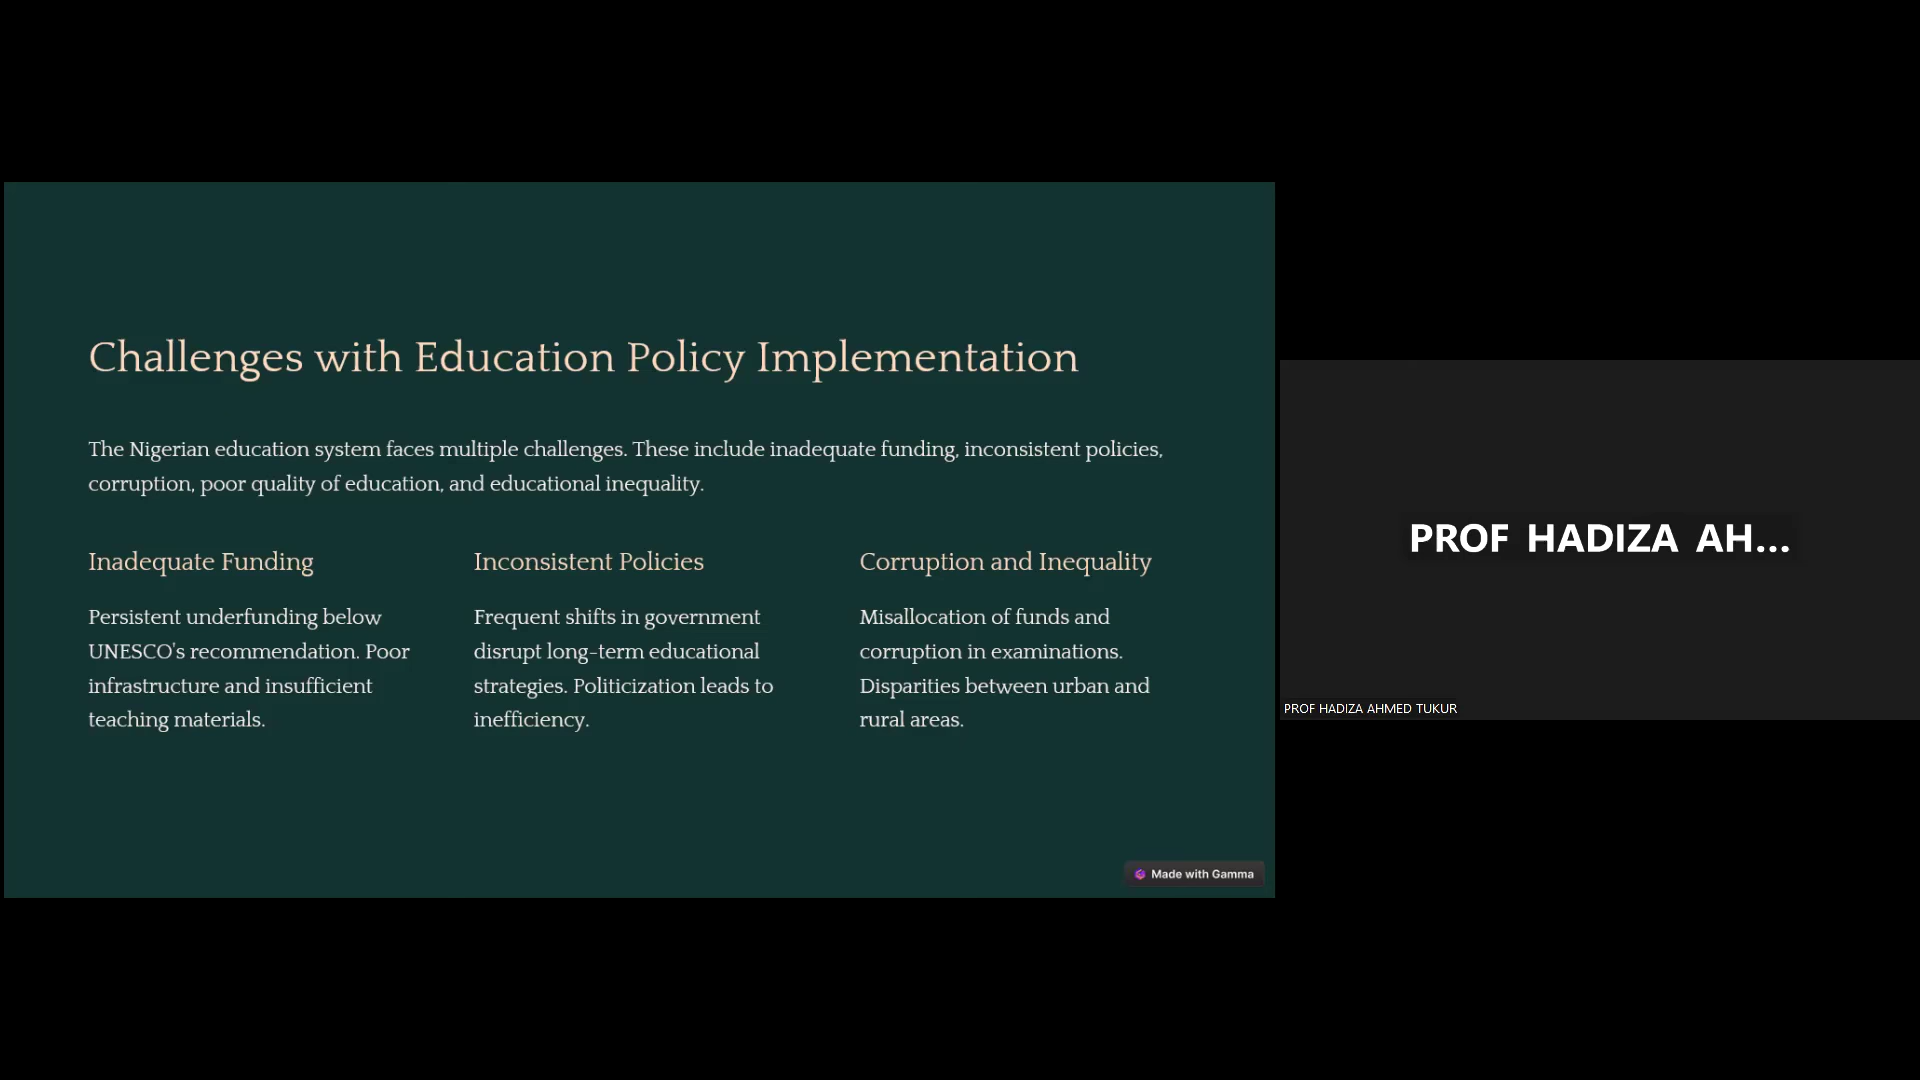 Challenges with Education Policy Implementation
The Nigerian education system faces multiple challenges. These include inadequate funding, inconsistent policies,
corruption, poor quality of education, and educational inequality.
Inadequate Funding
Persistent underfunding below
UNESCO's recommendation. Poor
infrastructure and insufficient
teaching materials.
Inconsistent Policies
Frequent shifts in government
disrupt long-term educational
strategies. Politicization leads to
inefficiency.
Corruption and Inequality
Misallocation of funds and
corruption in examinations.
Disparities between urban and
rural areas.
Made with Gamma
PROF HADIZA AH...
PROF HADIZA AHMED TUKUR